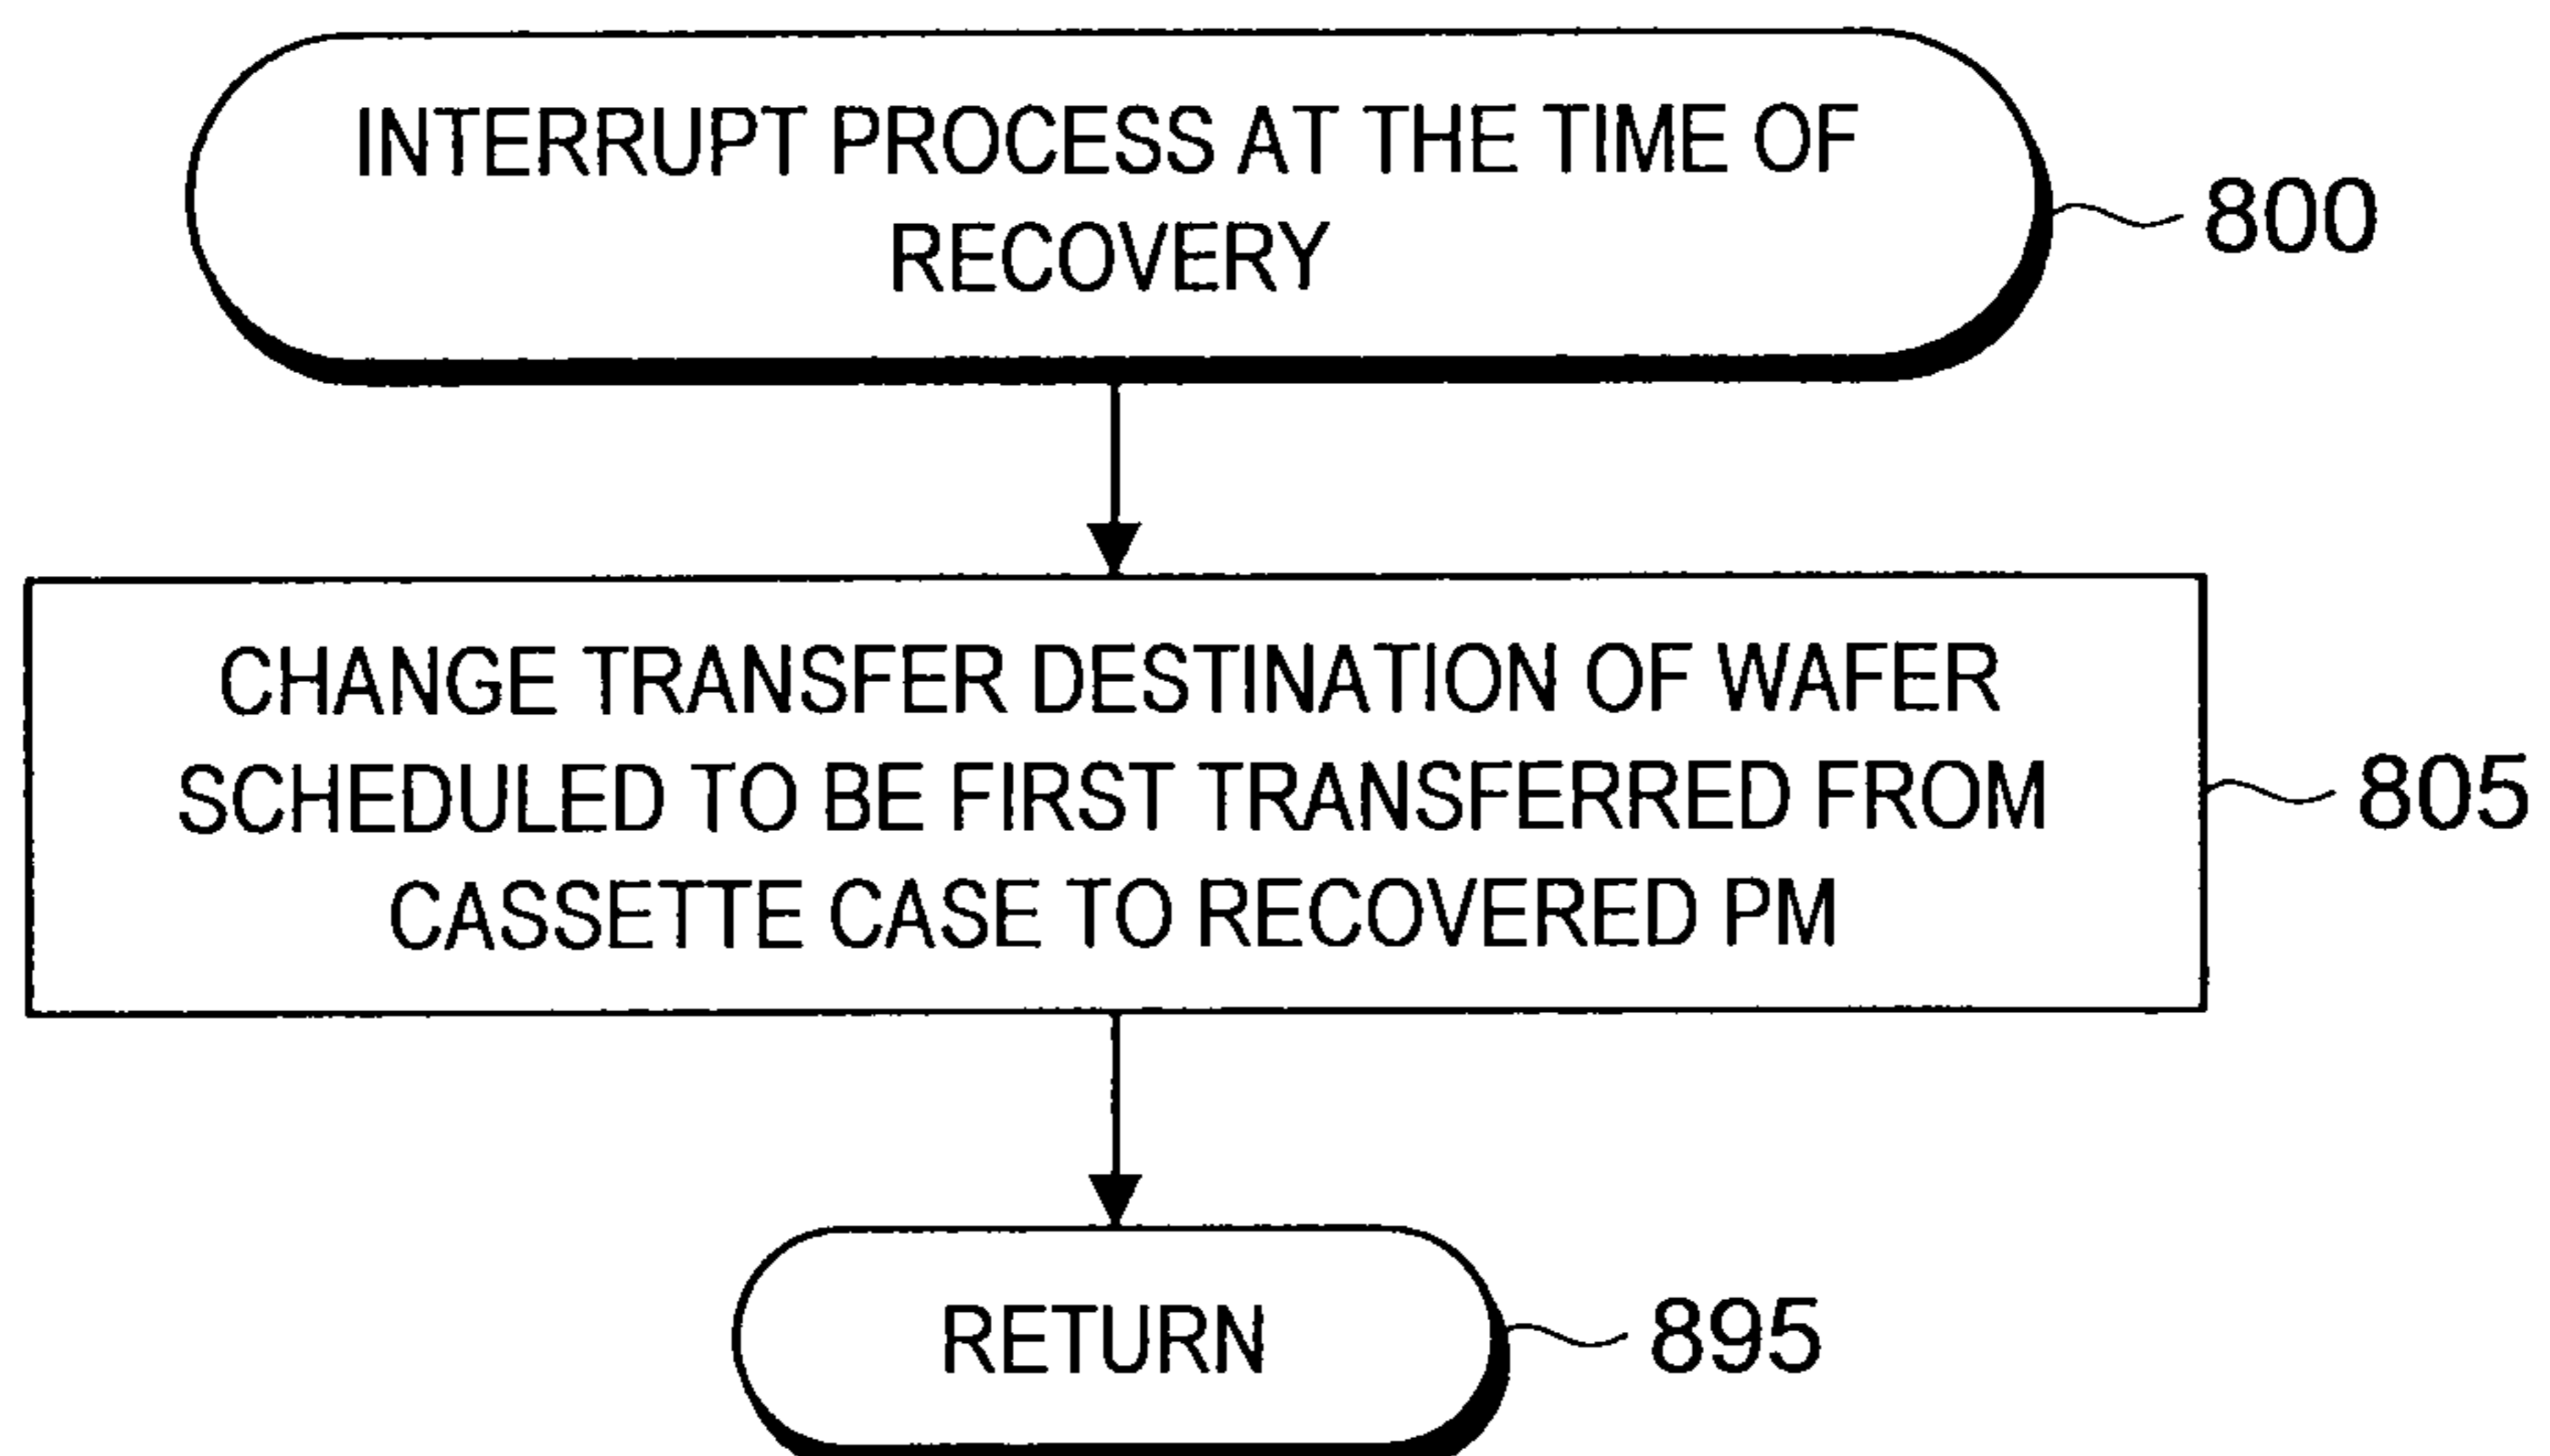 INTERRUPT PROCESS AT THE TIME OF
RECOVERY
800
CHANGE TRANSFER DESTINATION OF WAFER
SCHEDULED TO BE FIRST TRANSFERRED FROM
CASSETTE CASE TO RECOVERED PM
805
RETURN
895